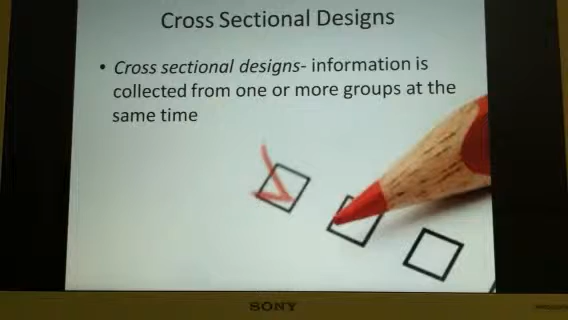 Cross Sectional Designs
• Cross sectional designs- information is
collected from one or more groups at the
same time
SONY